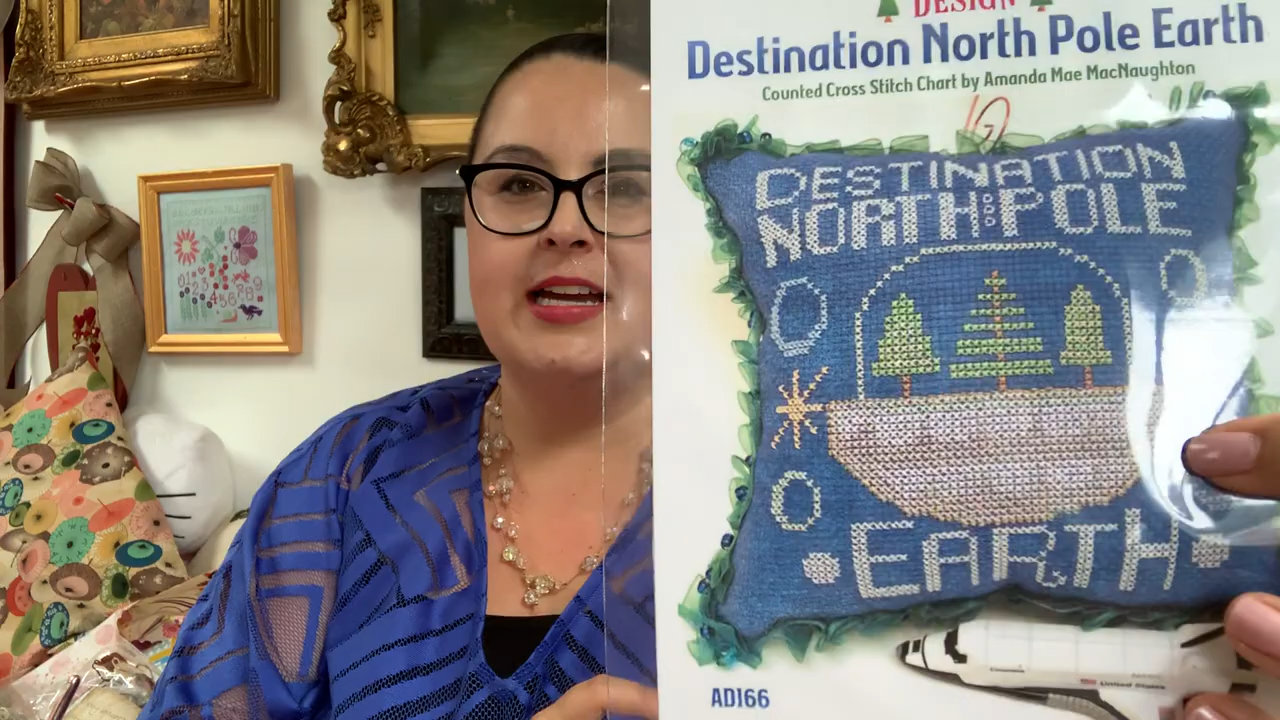 DESIGN
Destination North Pole Earth
Counted Cross Stitch Chart by Amanda Mae MacNaughton
DESTINATION
NORTH POLE
EARTH
United States
AD166